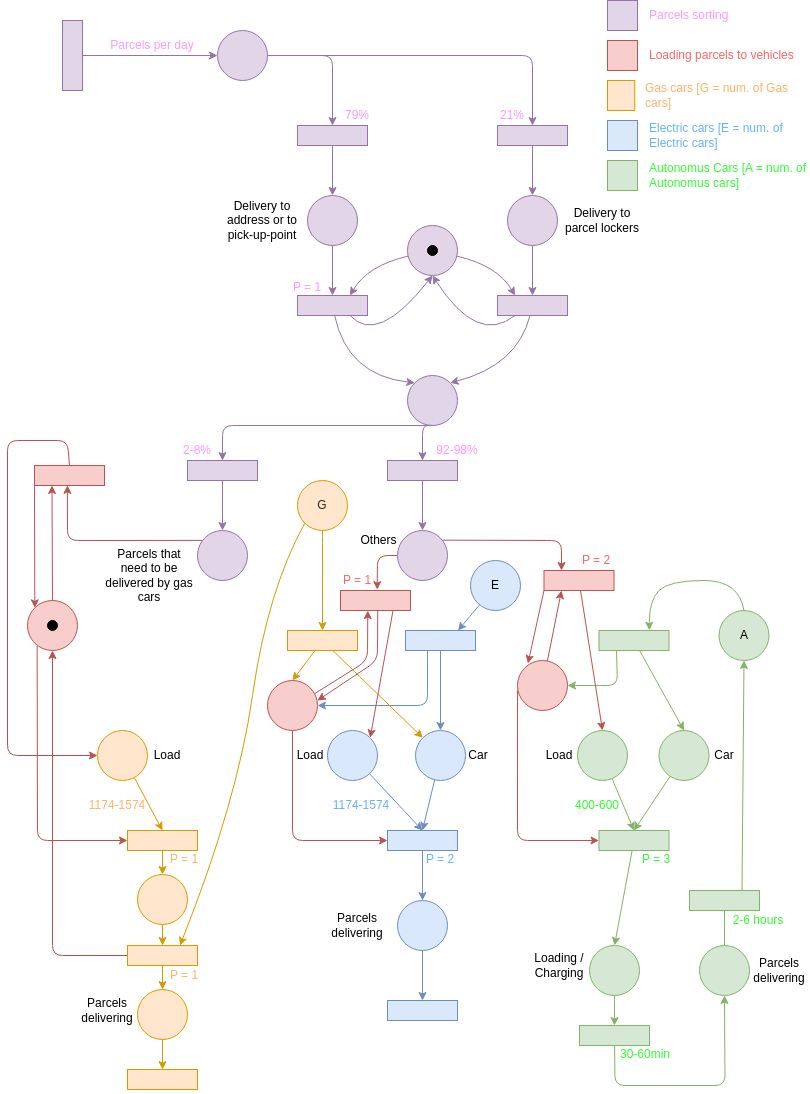 Parcels sorting
Parcels per day
Loading parcels to vehicles
Gas cars [G = num. of Gas
cars]
79%
21%
Electric cars [E = num. of
Electric cars]
Autonomus Cars [A = num. of
Autonomus cars]
Delivery to
address or to
pick-up-point
Delivery to
parcel lockers
P = 1
2-8%
92-98%
G
Others
Parcels that
need to be
delivered by gas
cars
P = 1
E
P = 2
A
Load
Load
Car
Load
Car
1174-1574
1174-1574
400-600
P = 1
P = 2
P = 3
Parcels
delivering
2-6 hours
Loading /
Charging
Parcels
delivering
P = 1
Parcels
delivering
30-60min